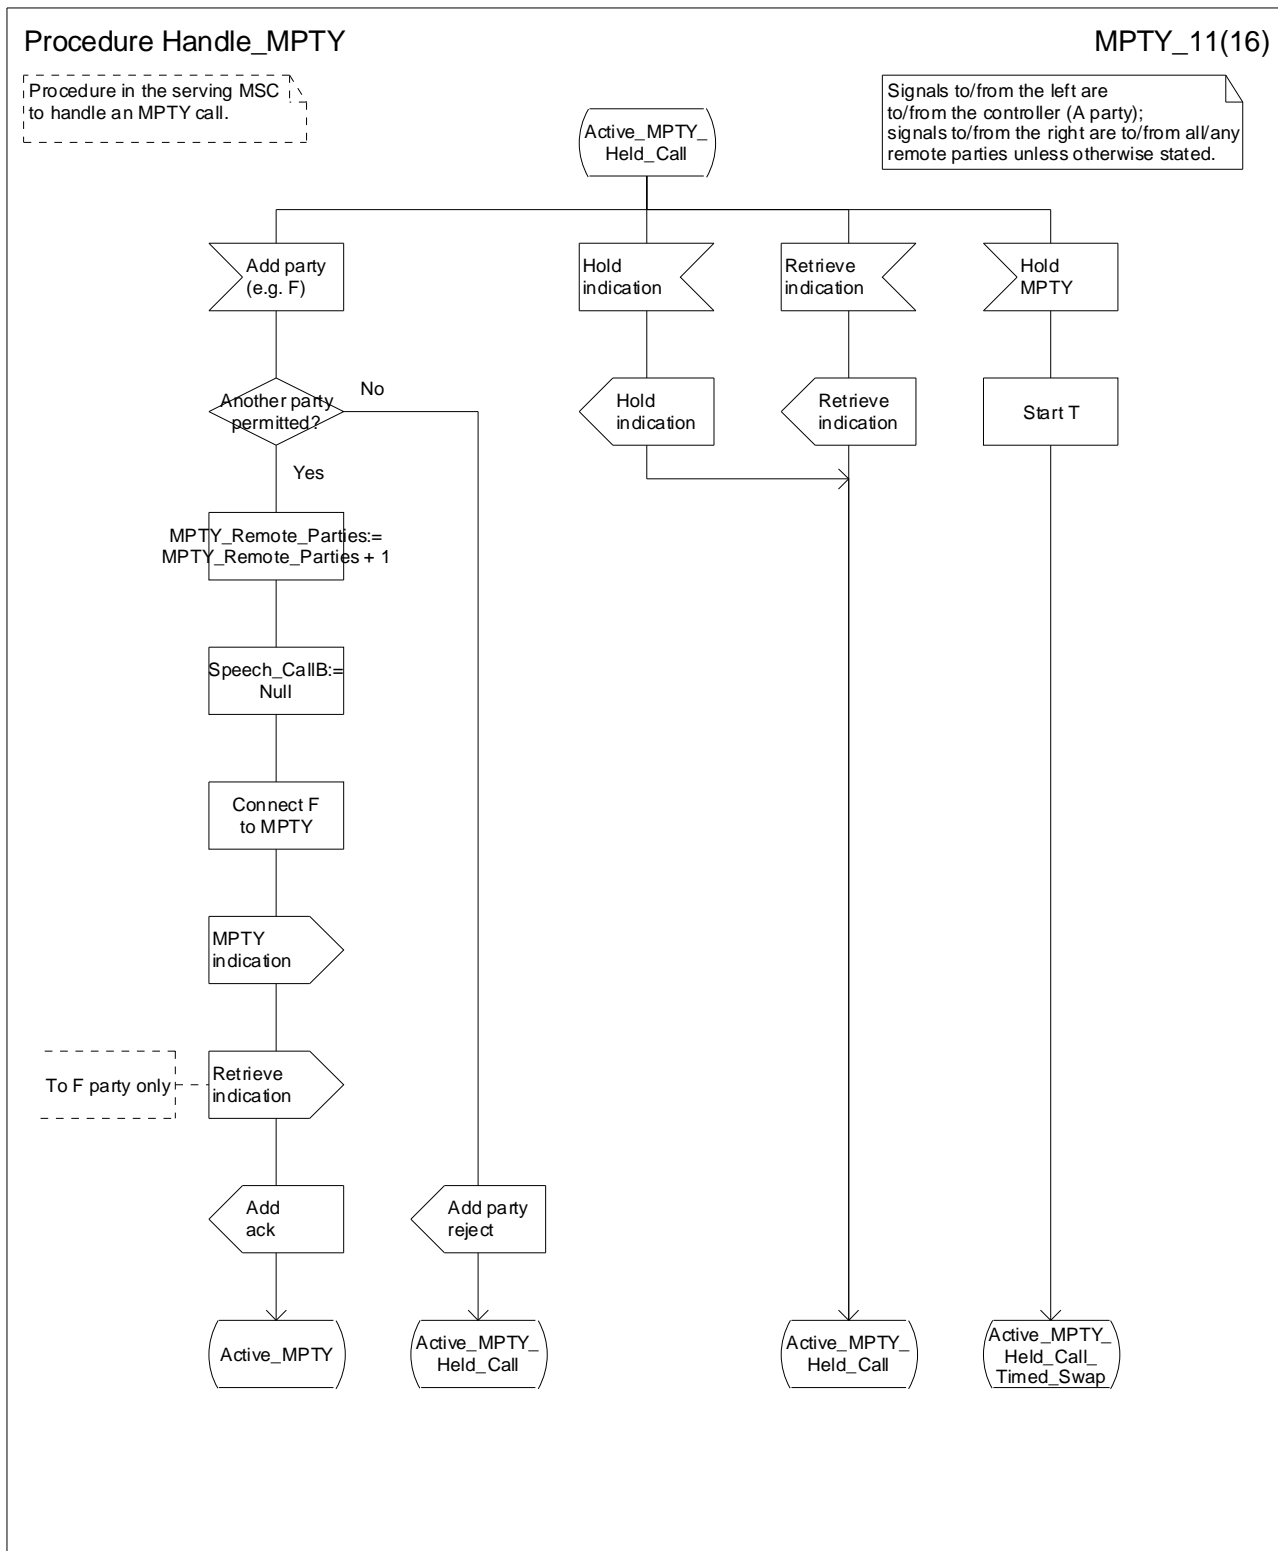 Procedure Handle_MPTY
MPTY_11(16)
Procedure in the serving MSC
to handle an MPTY call.
Signals to/from the left are
to/from the controller (A party);
signals to/from the right are to/from all/any
remote parties unless otherwise stated.
Active_MPTY_
Held_Call
Add party
(e.g. F)
Hold
indication
Retrieve
indication
Hold
MPTY
Another party
permitted?
No
Yes
Hold
indication
Retrieve
indication
Start T
MPTY_Remote_Parties:=
MPTY_Remote_Parties + 1
Speech_CallB:=
Null
Connect F
to MPTY
MPTY
indication
To F party only
Retrieve
indication
Add
ack
Add party
reject
Active_MPTY
Active_MPTY_
Held_Call
Active_MPTY_
Held_Call
Active_MPTY_
Held_Call_
Timed_Swap